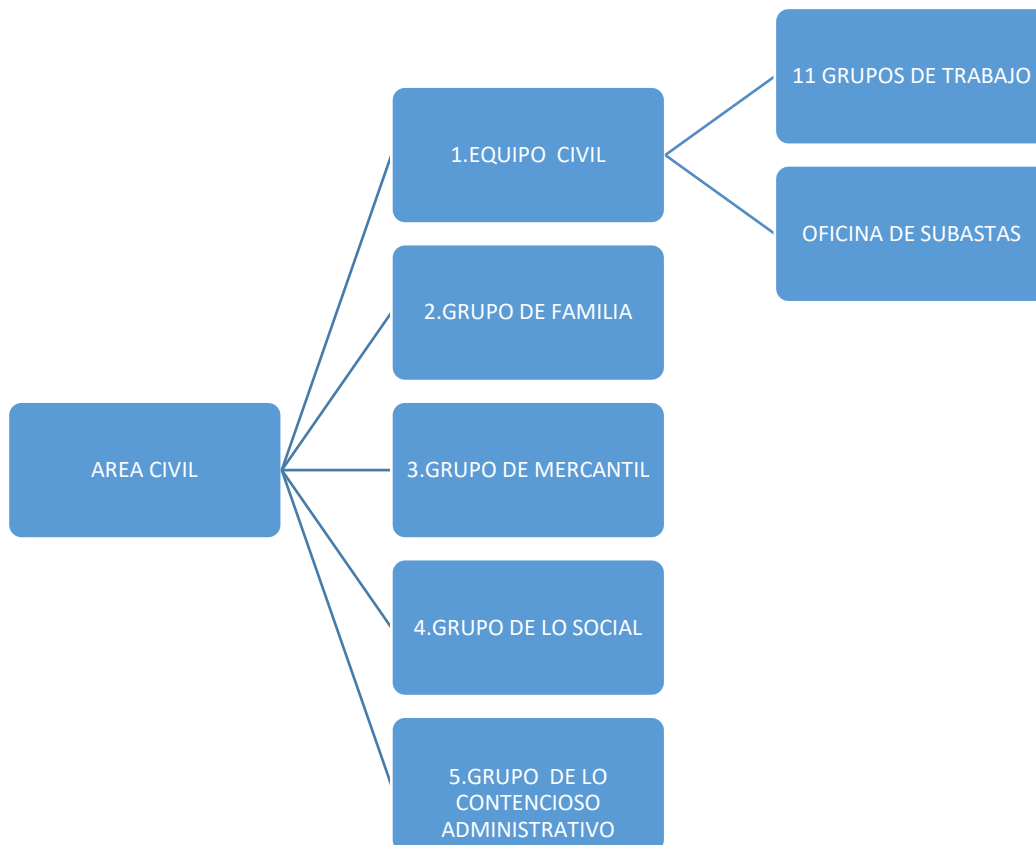 AREA CIVIL
1.EQUIPO CIVIL
11 GRUPOS DE TRABAJO
OFICINA DE SUBASTAS
2.GRUPO DE FAMILIA
3.GRUPO DE MERCANTIL
4.GRUPO DE LO SOCIAL
5.GRUPO DE LO
CONTENCIOSO
ADMINISTRATIVO